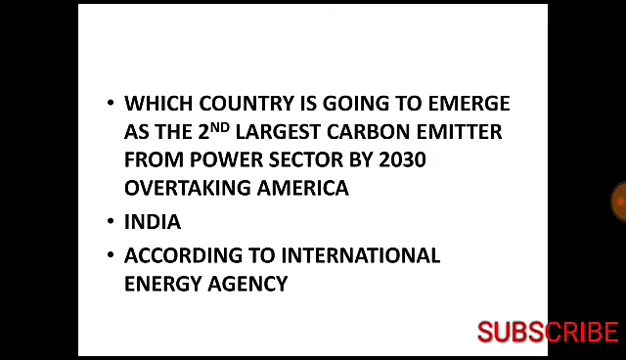 • WHICH COUNTRY IS GOING TO EMERGE
AS THE 2ND LARGEST CARBON EMITTER
FROM POWER SECTOR BY 2030
OVERTAKING AMERICA
• INDIA
• ACCORDING TO INTERNATIONAL
ENERGY AGENCY
SUBSCRIBE